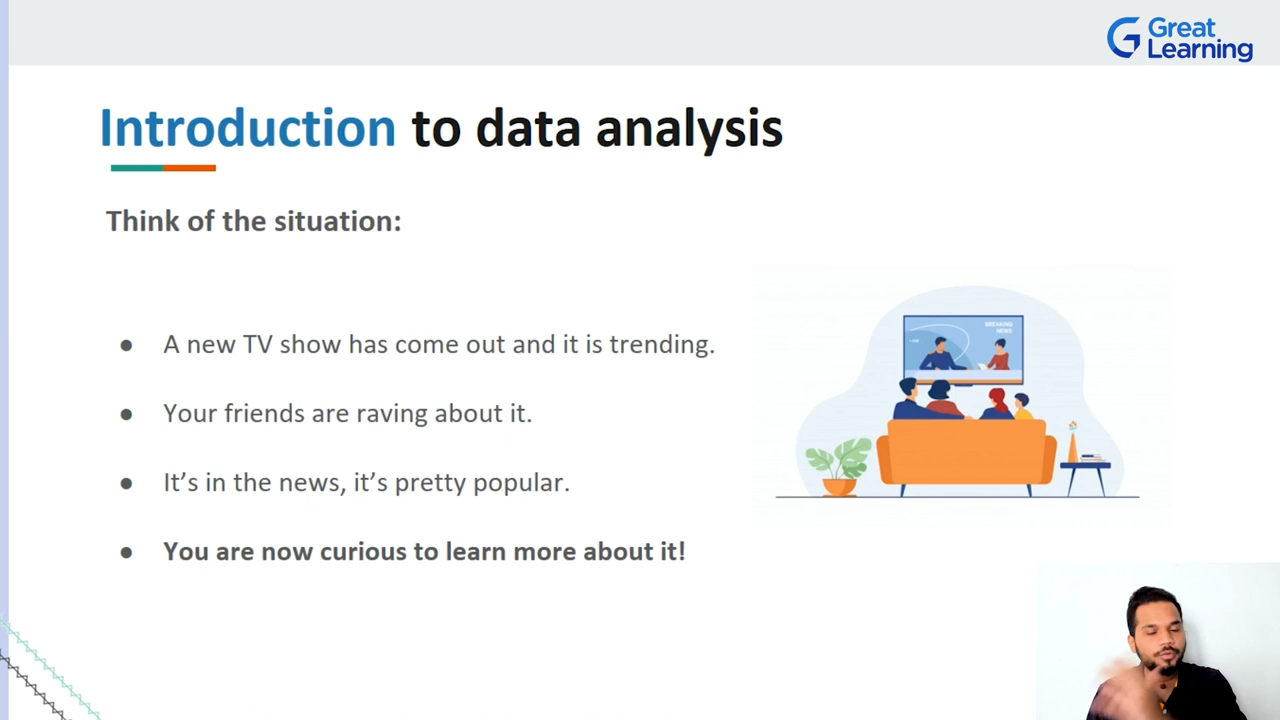 Great
Learning
Introduction to data analysis
Think of the situation:
● A new TV show has come out and it is trending.
● Your friends are raving about it.
● It’s in the news, it’s pretty popular.
● You are now curious to learn more about it!
BREAKING
NEWS